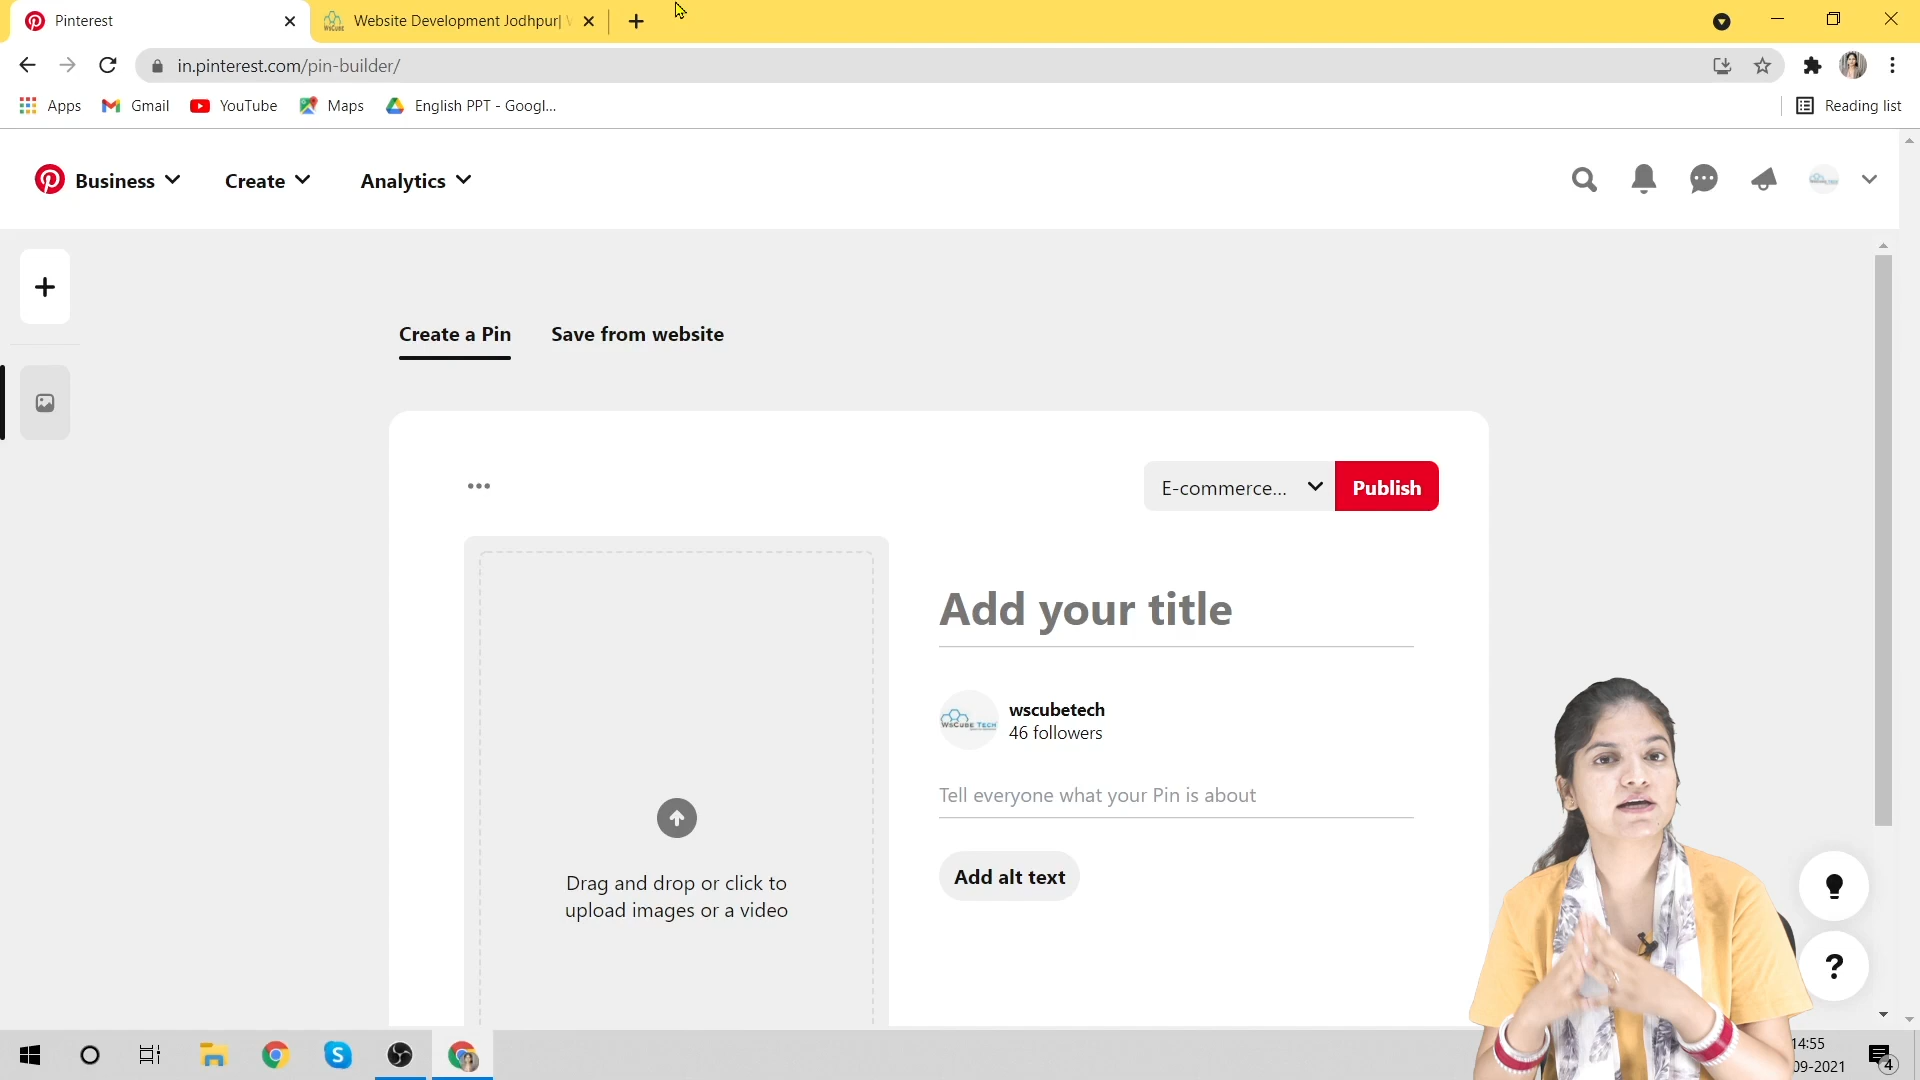 Pinterest
Website Development Jodhpur|
in.pinterest.com/pin-builder/
Apps
Gmail
YouTube
Maps
English PPT - Googl...
Reading list
Business
Create
Analytics
Create a Pin
Save from website
E-commerce...
Publish
Add your title
WSCUBE TECH
wscubetech
46 followers
Tell everyone what your Pin is about
Drag and drop or click to
upload images or a video
Add alt text
?
14:55
09-2021
4